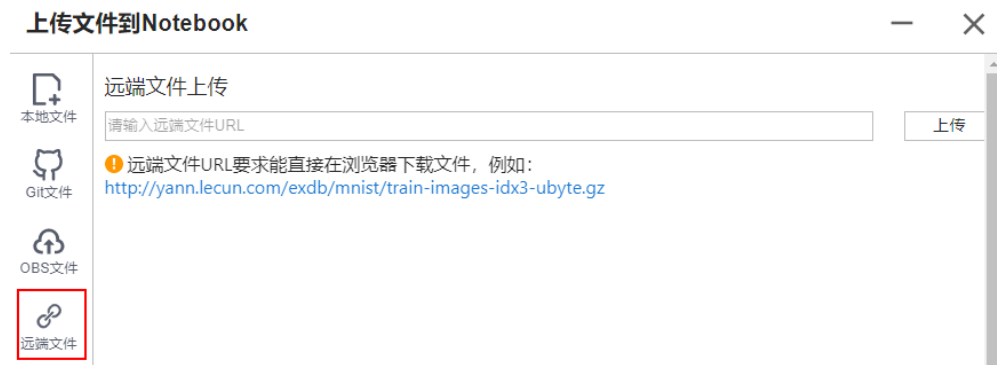 上传文件到Notebook
本地文件
Git文件
OBS文件
远端文件
远端文件上传
请输入远端文件URL
上传
远端文件URL要求能直接在浏览器下载文件，例如：
http://yann.lecun.com/exdb/mnist/train-images-idx3-ubyte.gz